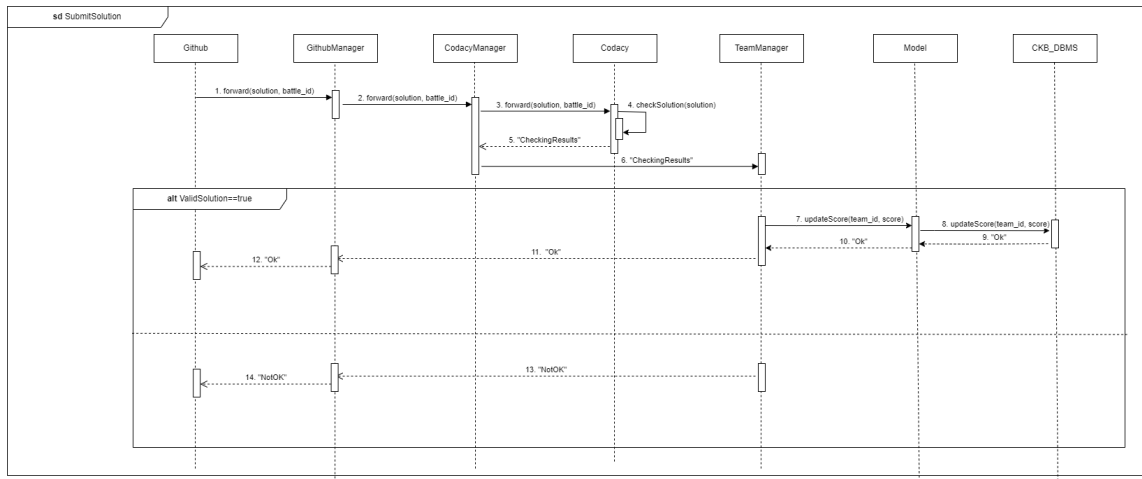 sd SubmitSolution
Github
GithubManager
CodacyManager
Codacy
TeamManager
Model
CKB_DBMS
1. forward(solution, battle_id)
2. forward(solution, battle_id)
3. forward(solution, battle_id)
4. checkSolution(solution)
5. "CheckingResults"
6. "CheckingResults"
alt ValidSolution==true
7. updateScore(team_id, score)
8. updateScore(team_id, score)
9. "Ok"
10. "Ok"
11. "Ok"
12. "Ok"
13. "NotOK"
14. "NotOK"